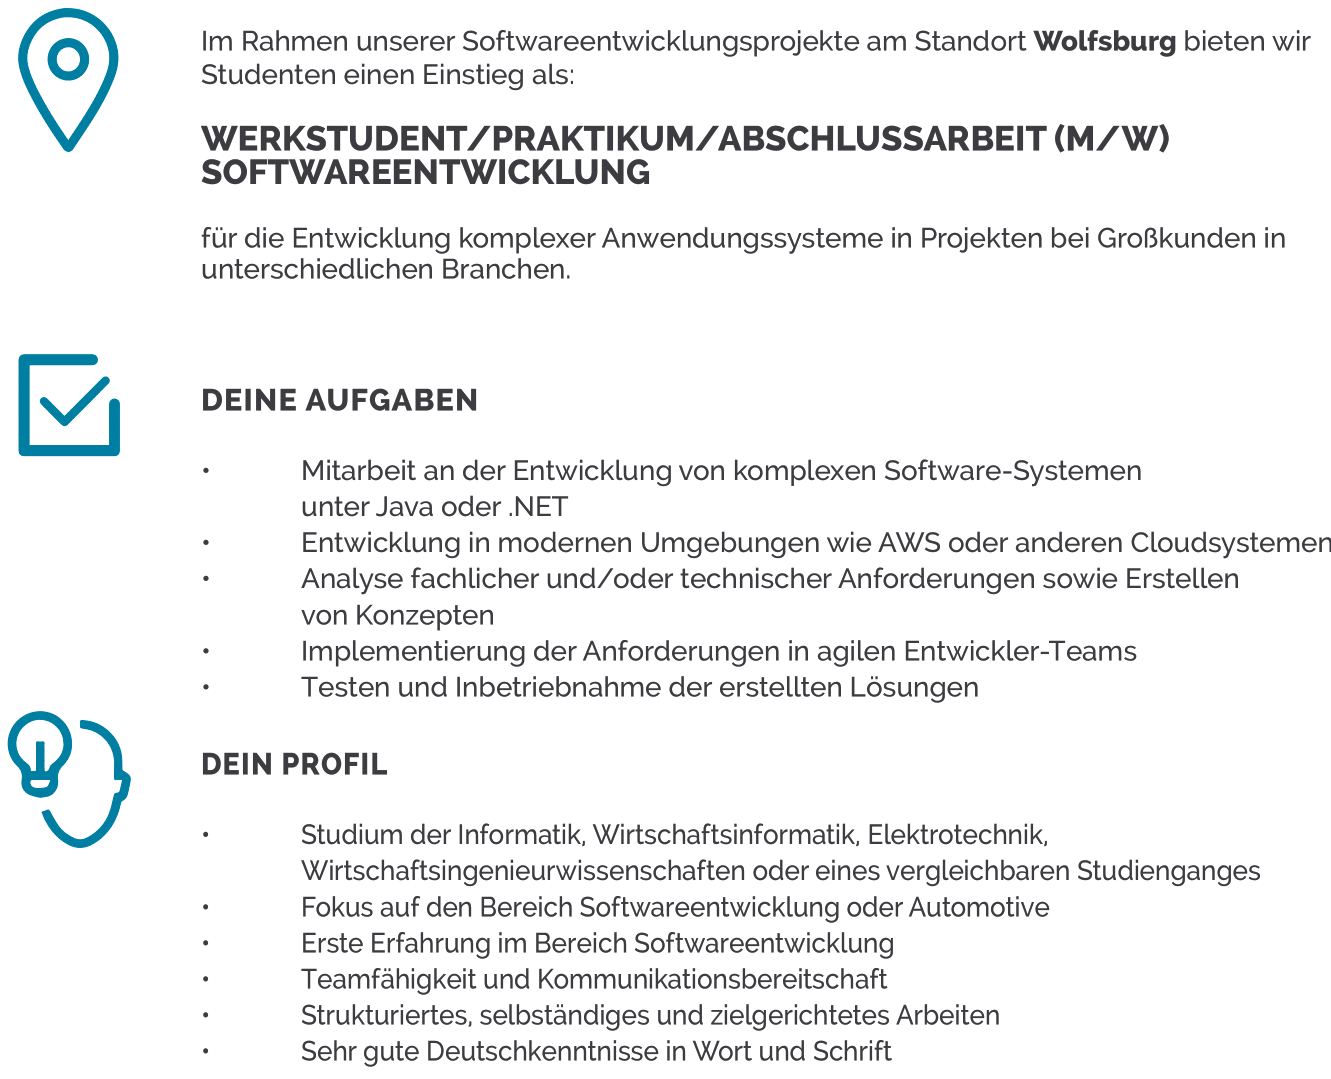 Im Rahmen unserer Softwareentwicklungsprojekte am Standort Wolfsburg bieten wir
Studenten einen Einstieg als:
WERKSTUDENT/PRAKTIKUM/ABSCHLUSSARBEIT (M/W)
SOFTWAREENTWICKLUNG
für die Entwicklung komplexer Anwendungssysteme in Projekten bei Großkunden in
unterschiedlichen Branchen.
DEINE AUFGABEN
• Mitarbeit an der Entwicklung von komplexen Software-Systemen
unter Java oder .NET
• Entwicklung in modernen Umgebungen wie AWS oder anderen Cloudsystemen
• Analyse fachlicher und/oder technischer Anforderungen sowie Erstellen
von Konzepten
• Implementierung der Anforderungen in agilen Entwickler-Teams
• Testen und Inbetriebnahme der erstellten Lösungen
DEIN PROFIL
• Studium der Informatik, Wirtschaftsinformatik, Elektrotechnik,
Wirtschaftsingenieurwissenschaften oder eines vergleichbaren Studienganges
• Fokus auf den Bereich Softwareentwicklung oder Automotive
• Erste Erfahrung im Bereich Softwareentwicklung
• Teamfähigkeit und Kommunikationsbereitschaft
• Strukturiertes, selbständiges und zielgerichtetes Arbeiten
• Sehr gute Deutschkenntnisse in Wort und Schrift